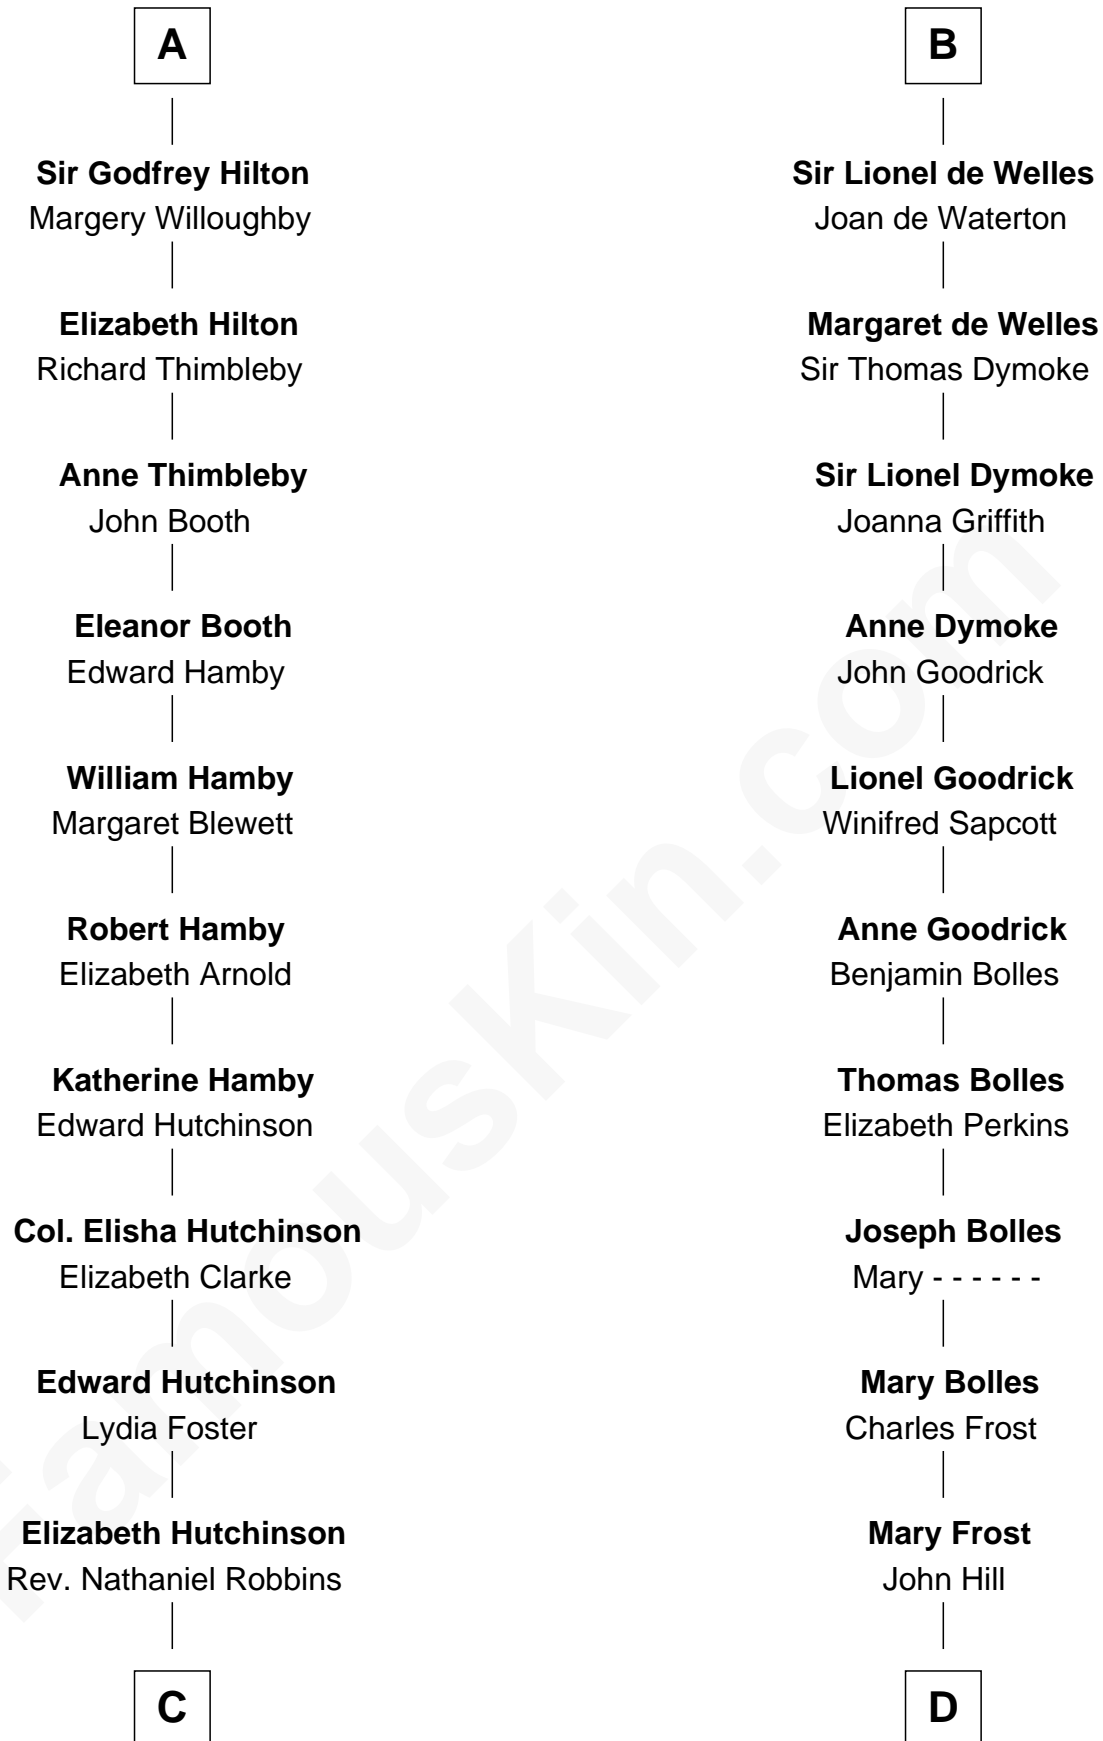 A
Sir Godfrey Hilton
Margery Willoughby
Elizabeth Hilton
Richard Thimbleby
Anne Thimbleby
John Booth
Eleanor Booth
Edward Hamby
William Hamby
Margaret Blewett
Robert Hamby
Elizabeth Arnold
Katherine Hamby
Edward Hutchinson
Col. Elisha Hutchinson
Elizabeth Clarke
Edward Hutchinson
Lydia Foster
Elizabeth Hutchinson
Rev. Nathaniel Robbins
C
B
Sir Lionel de Welles
Joan de Waterton
Margaret de Welles
Sir Thomas Dymoke
Sir Lionel Dymoke
Joanna Griffith
Anne Dymoke
John Goodrick
Lionel Goodrick
Winifred Sapcott
Anne Goodrick
Benjamin Bolles
Thomas Bolles
Elizabeth Perkins
Joseph Bolles
Mary - - - - - -
Mary Bolles
Charles Frost
Mary Frost
John Hill
D
FamousKin.com